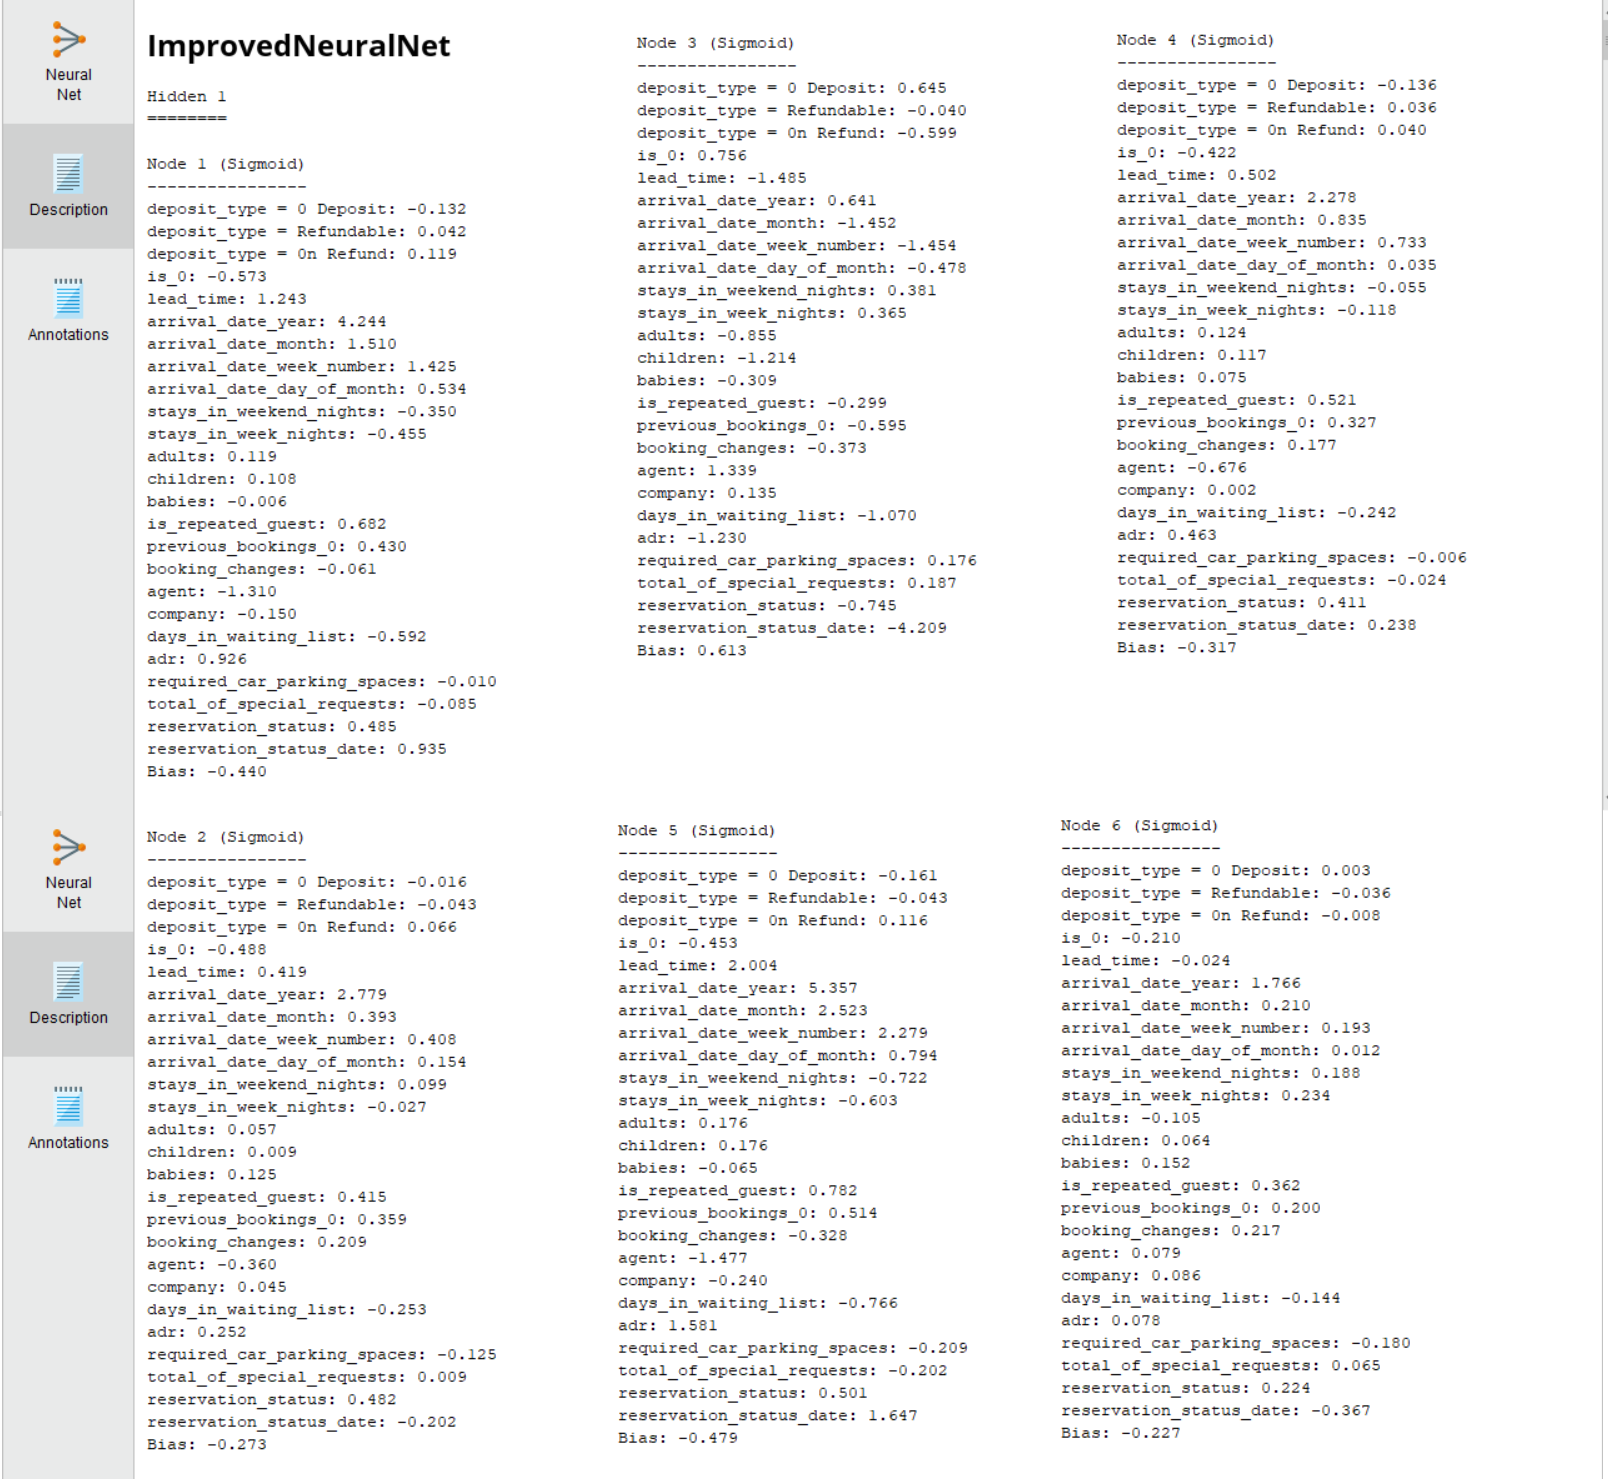 Neural
Net
Description
Annotations
ImprovedNeuralNet
Hidden 1
========
Node 1 (Sigmoid)
----------------
deposit_type = 0 Deposit: -0.132
deposit_type = Refundable: 0.042
deposit_type = 0n Refund: 0.119
is_0: -0.573
lead_time: 1.243
arrival_date_year: 4.244
arrival_date_month: 1.510
arrival_date_week_number: 1.425
arrival_date_day_of_month: 0.534
stays_in_weekend_nights: -0.350
stays_in_week_nights: -0.455
adults: 0.119
children: 0.108
babies: -0.006
is_repeated_guest: 0.682
previous_bookings_0: 0.430
booking_changes: -0.061
agent: -1.310
company: -0.150
days_in_waiting_list: -0.592
adr: 0.926
required_car_parking_spaces: -0.010
total_of_special_requests: -0.085
reservation_status: 0.485
reservation_status_date: 0.935
Bias: -0.440
Node 3 (Sigmoid)
----------------
deposit_type = 0 Deposit: 0.645
deposit_type = Refundable: -0.040
deposit_type = 0n Refund: -0.599
is_0: 0.756
lead_time: -1.485
arrival_date_year: 0.641
arrival_date_month: -1.452
arrival_date_week_number: -1.454
arrival_date_day_of_month: -0.478
stays_in_weekend_nights: 0.381
stays_in_week_nights: 0.365
adults: -0.855
children: -1.214
babies: -0.309
is_repeated_guest: -0.299
previous_bookings_0: -0.595
booking_changes: -0.373
agent: 1.339
company: 0.135
days_in_waiting_list: -1.070
adr: -1.230
required_car_parking_spaces: 0.176
total_of_special_requests: 0.187
reservation_status: -0.745
reservation_status_date: -4.209
Bias: 0.613
Node 4 (Sigmoid)
----------------
deposit_type = 0 Deposit: -0.136
deposit_type = Refundable: 0.036
deposit_type = 0n Refund: 0.040
is_0: -0.422
lead_time: 0.502
arrival_date_year: 2.278
arrival_date_month: 0.835
arrival_date_week_number: 0.733
arrival_date_day_of_month: 0.035
stays_in_weekend_nights: -0.055
stays_in_week_nights: -0.118
adults: 0.124
children: 0.117
babies: 0.075
is_repeated_guest: 0.521
previous_bookings_0: 0.327
booking_changes: 0.177
agent: -0.676
company: 0.002
days_in_waiting_list: -0.242
adr: 0.463
required_car_parking_spaces: -0.006
total_of_special_requests: -0.024
reservation_status: 0.411
reservation_status_date: 0.238
Bias: -0.317
Neural
Net
Description
Annotations
Node 2 (Sigmoid)
----------------
deposit_type = 0 Deposit: -0.016
deposit_type = Refundable: -0.043
deposit_type = 0n Refund: 0.066
is_0: -0.488
lead_time: 0.419
arrival_date_year: 2.779
arrival_date_month: 0.393
arrival_date_week_number: 0.408
arrival_date_day_of_month: 0.154
stays_in_weekend_nights: 0.099
stays_in_week_nights: -0.027
adults: 0.057
children: 0.009
babies: 0.125
is_repeated_guest: 0.415
previous_bookings_0: 0.359
booking_changes: 0.209
agent: -0.360
company: 0.045
days_in_waiting_list: -0.253
adr: 0.252
required_car_parking_spaces: -0.125
total_of_special_requests: 0.009
reservation_status: 0.482
reservation_status_date: -0.202
Bias: -0.273
Node 5 (Sigmoid)
----------------
deposit_type = 0 Deposit: -0.161
deposit_type = Refundable: -0.043
deposit_type = 0n Refund: 0.116
is_0: -0.453
lead_time: 2.004
arrival_date_year: 5.357
arrival_date_month: 2.523
arrival_date_week_number: 2.279
arrival_date_day_of_month: 0.794
stays_in_weekend_nights: -0.722
stays_in_week_nights: -0.603
adults: 0.176
children: 0.176
babies: -0.065
is_repeated_guest: 0.782
previous_bookings_0: 0.514
booking_changes: -0.328
agent: -1.477
company: -0.240
days_in_waiting_list: -0.766
adr: 1.581
required_car_parking_spaces: -0.209
total_of_special_requests: -0.202
reservation_status: 0.501
reservation_status_date: 1.647
Bias: -0.479
Node 6 (Sigmoid)
----------------
deposit_type = 0 Deposit: 0.003
deposit_type = Refundable: -0.036
deposit_type = 0n Refund: -0.008
is_0: -0.210
lead_time: -0.024
arrival_date_year: 1.766
arrival_date_month: 0.210
arrival_date_week_number: 0.193
arrival_date_day_of_month: 0.012
stays_in_weekend_nights: 0.188
stays_in_week_nights: 0.234
adults: -0.105
children: 0.064
babies: 0.152
is_repeated_guest: 0.362
previous_bookings_0: 0.200
booking_changes: 0.217
agent: 0.079
company: 0.086
days_in_waiting_list: -0.144
adr: 0.078
required_car_parking_spaces: -0.180
total_of_special_requests: 0.065
reservation_status: 0.224
reservation_status_date: -0.367
Bias: -0.227